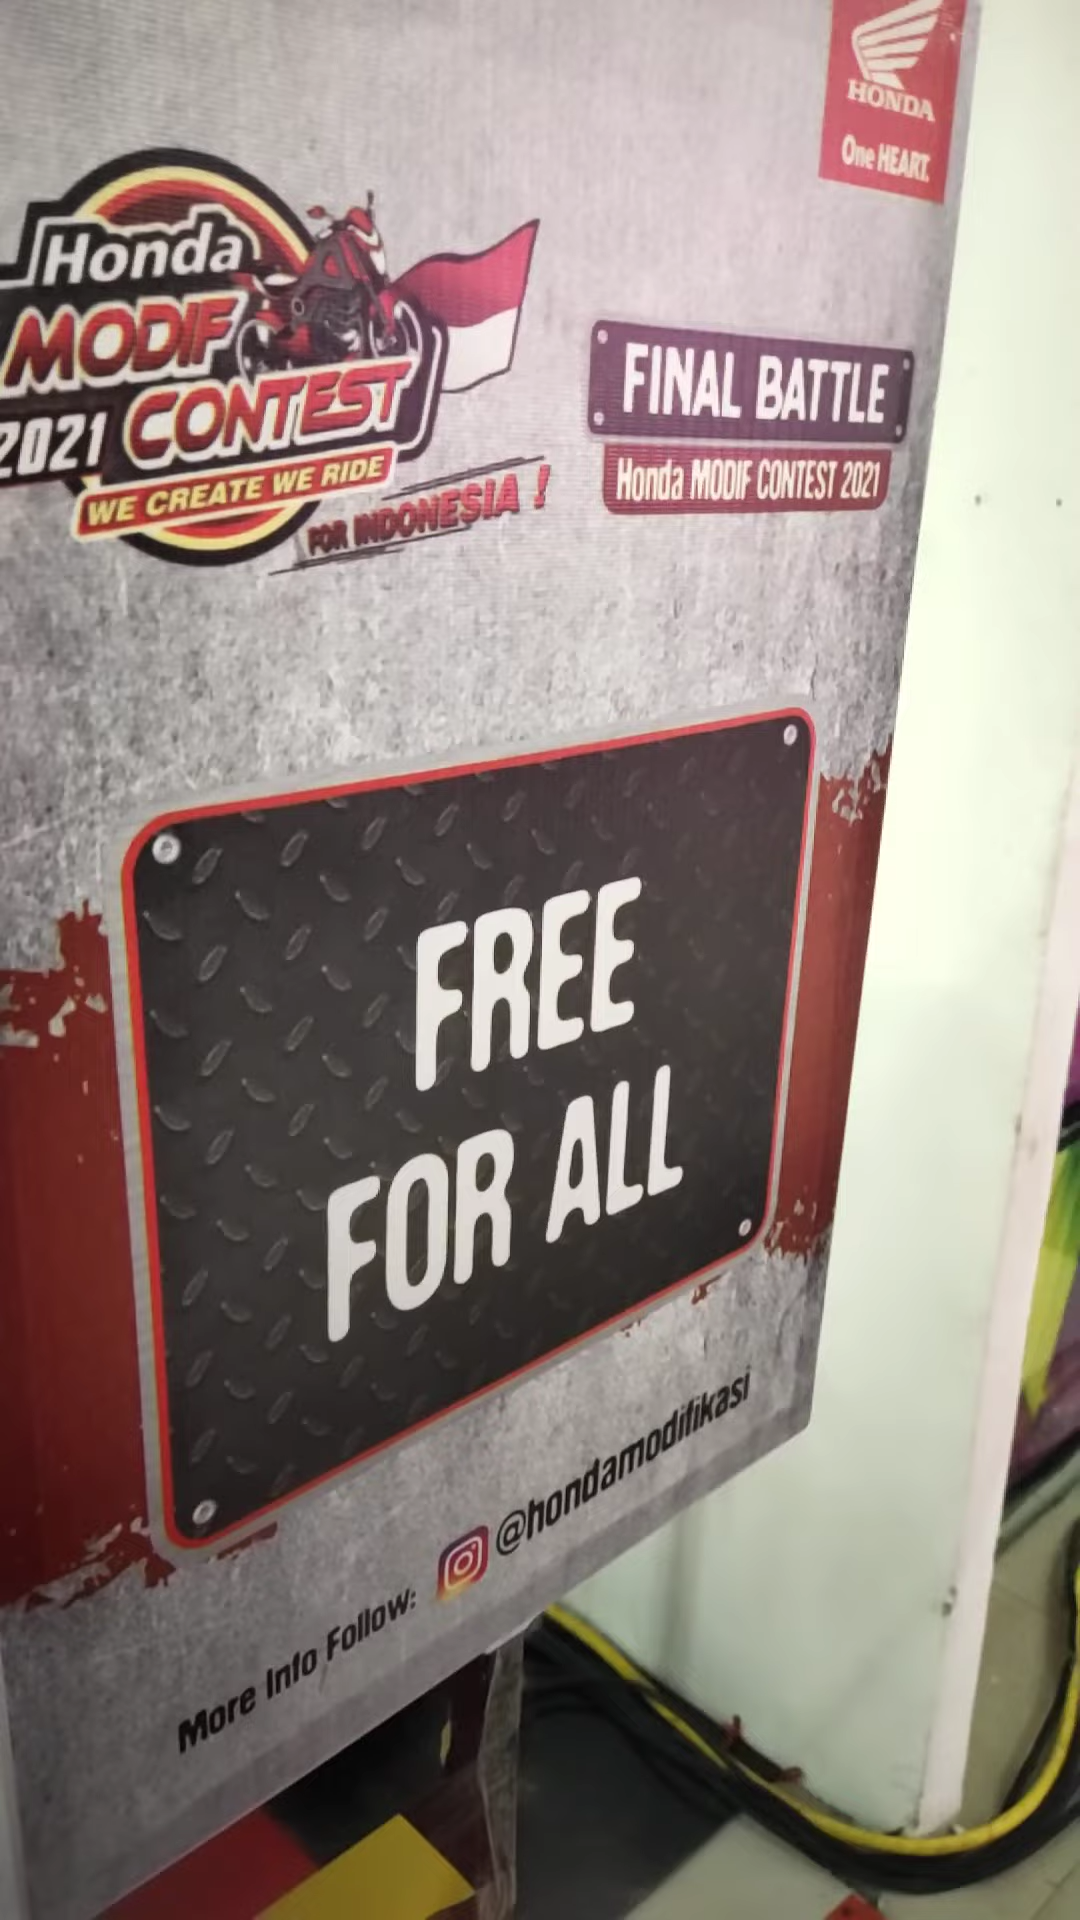 HONDA
One HEART.
Honda
MODIF
2021 CONTEST
WE CREATE WE RIDE
FOR INDONESIA !
FINAL BATTLE
Honda MODIF CONTEST 2021
FREE
FOR ALL
More Info Follow: @hondamodifikasi